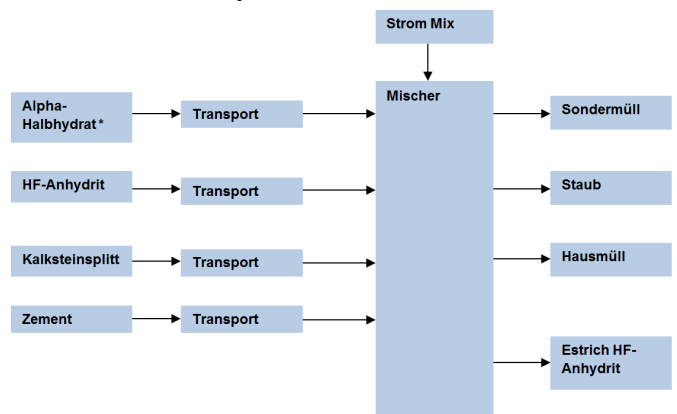 Strom Mix
Mischer
Alpha-
Halbhydrat *
Transport
Sondermüll
HF-Anhydrit
Transport
Staub
Kalksteinsplitt
Transport
Hausmüll
Zement
Transport
Estrich HF-
Anhydrit